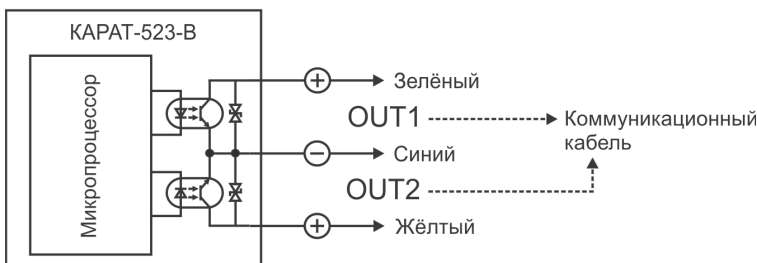 КАРАТ-523-В
Микропроцессор
Зелёный
OUT1
Коммуникационный
кабель
Синий
OUT2
Жёлтый